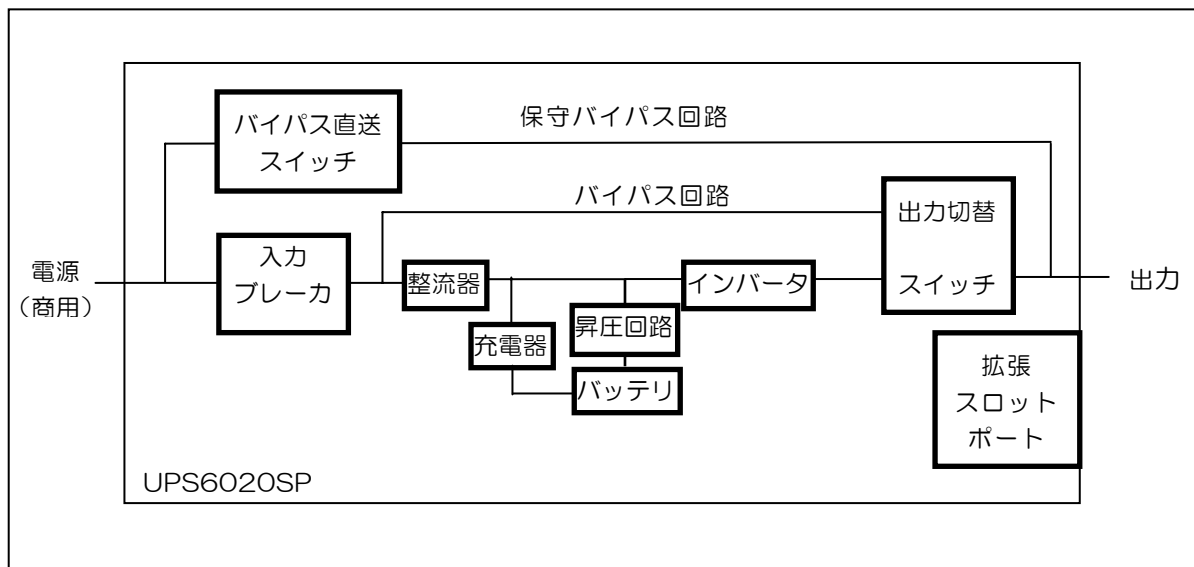 バイパス直送
スイッチ
保守バイパス回路
バイパス回路
出力切替
スイッチ
入力
ブレーカ
電源
（商用）
整流器
インバータ
出力
充電器
昇圧回路
バッテリ
拡張
スロット
ポート
UPS6020SP